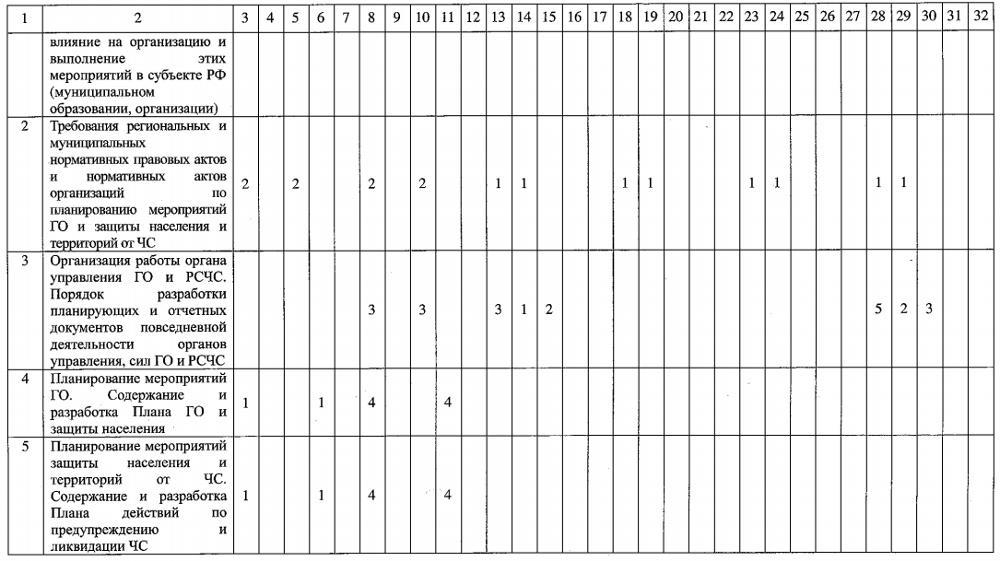 1 2 3 4 5 6 7 8 9 10 11 12 13 14 15 16 17 18 19 20 21 22 23 24 25 26 27 28 29 30 31 32
влияние на организацию и
выполнение этих
мероприятий в субъекте РФ
(муниципальном
образовании, организации)
2 Требования региональных и
муниципальных
нормативных правовых актов
и нормативных актов
организаций по
планированию мероприятий
ГО и защиты населения и
территорий от ЧС
2 2 2 2 1 1 1 1 1 1 1 1
3 Организация работы органа
управления ГО и РСЧС.
Порядок разработки
планирующих и отчетных
документов повседневной
деятельности органов
управления, сил ГО и РСЧС
3 3 3 1 2 5 2 3
4 Планирование мероприятий
ГО. Содержание и
разработка Плана ГО и
защиты населения
1 1 4 4
5 Планирование мероприятий
защиты населения и
территорий от ЧС.
Содержание и разработка
Плана действий по
предупреждению и
ликвидации ЧС
1 1 4 4